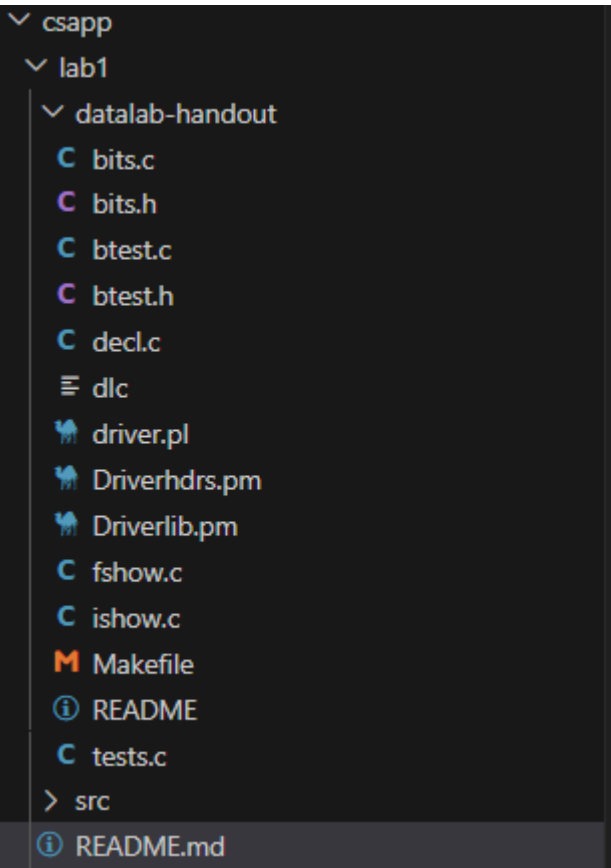 csapp
lab1
datalab-handout
C bits.c
C bits.h
C btest.c
C btest.h
C decl.c
dlc
driver.pl
Driverhdrs.pm
Driverlib.pm
C fshow.c
C ishow.c
M Makefile
README
C tests.c
src
README.md